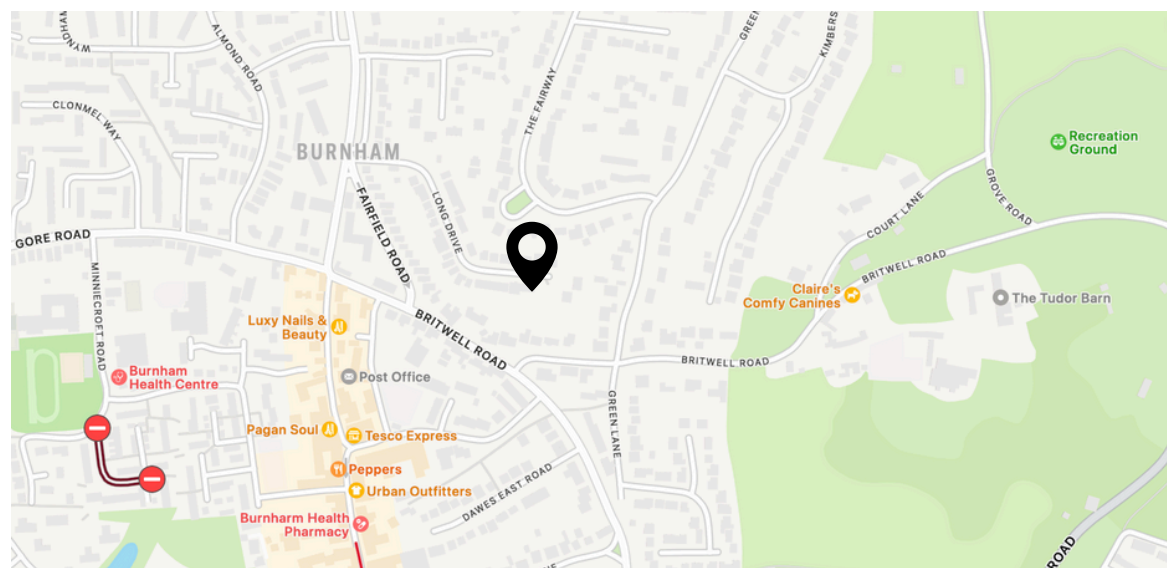 WYNDHAM
ALMOND ROAD
THE FAIRWAY
GREEN
KIMBERS
CLONMEL WAY
BURNHAM
Recreation
Ground
FAIRFIELD ROAD
LONG DRIVE
COURT LANE
GROVE ROAD
GORE ROAD
MINNIECROFT ROAD
BRITWELL ROAD
Claire's
Comfy Canines
The Tudor Barn
Luxy Nails &
Beauty
BRITWELL ROAD
BRITWELL ROAD
Burnham
Health Centre
Post Office
GREEN LANE
Pagan Soul
Tesco Express
Peppers
Urban Outfitters
DAWES EAST ROAD
Burnharm Health
Pharmacy
ROAD